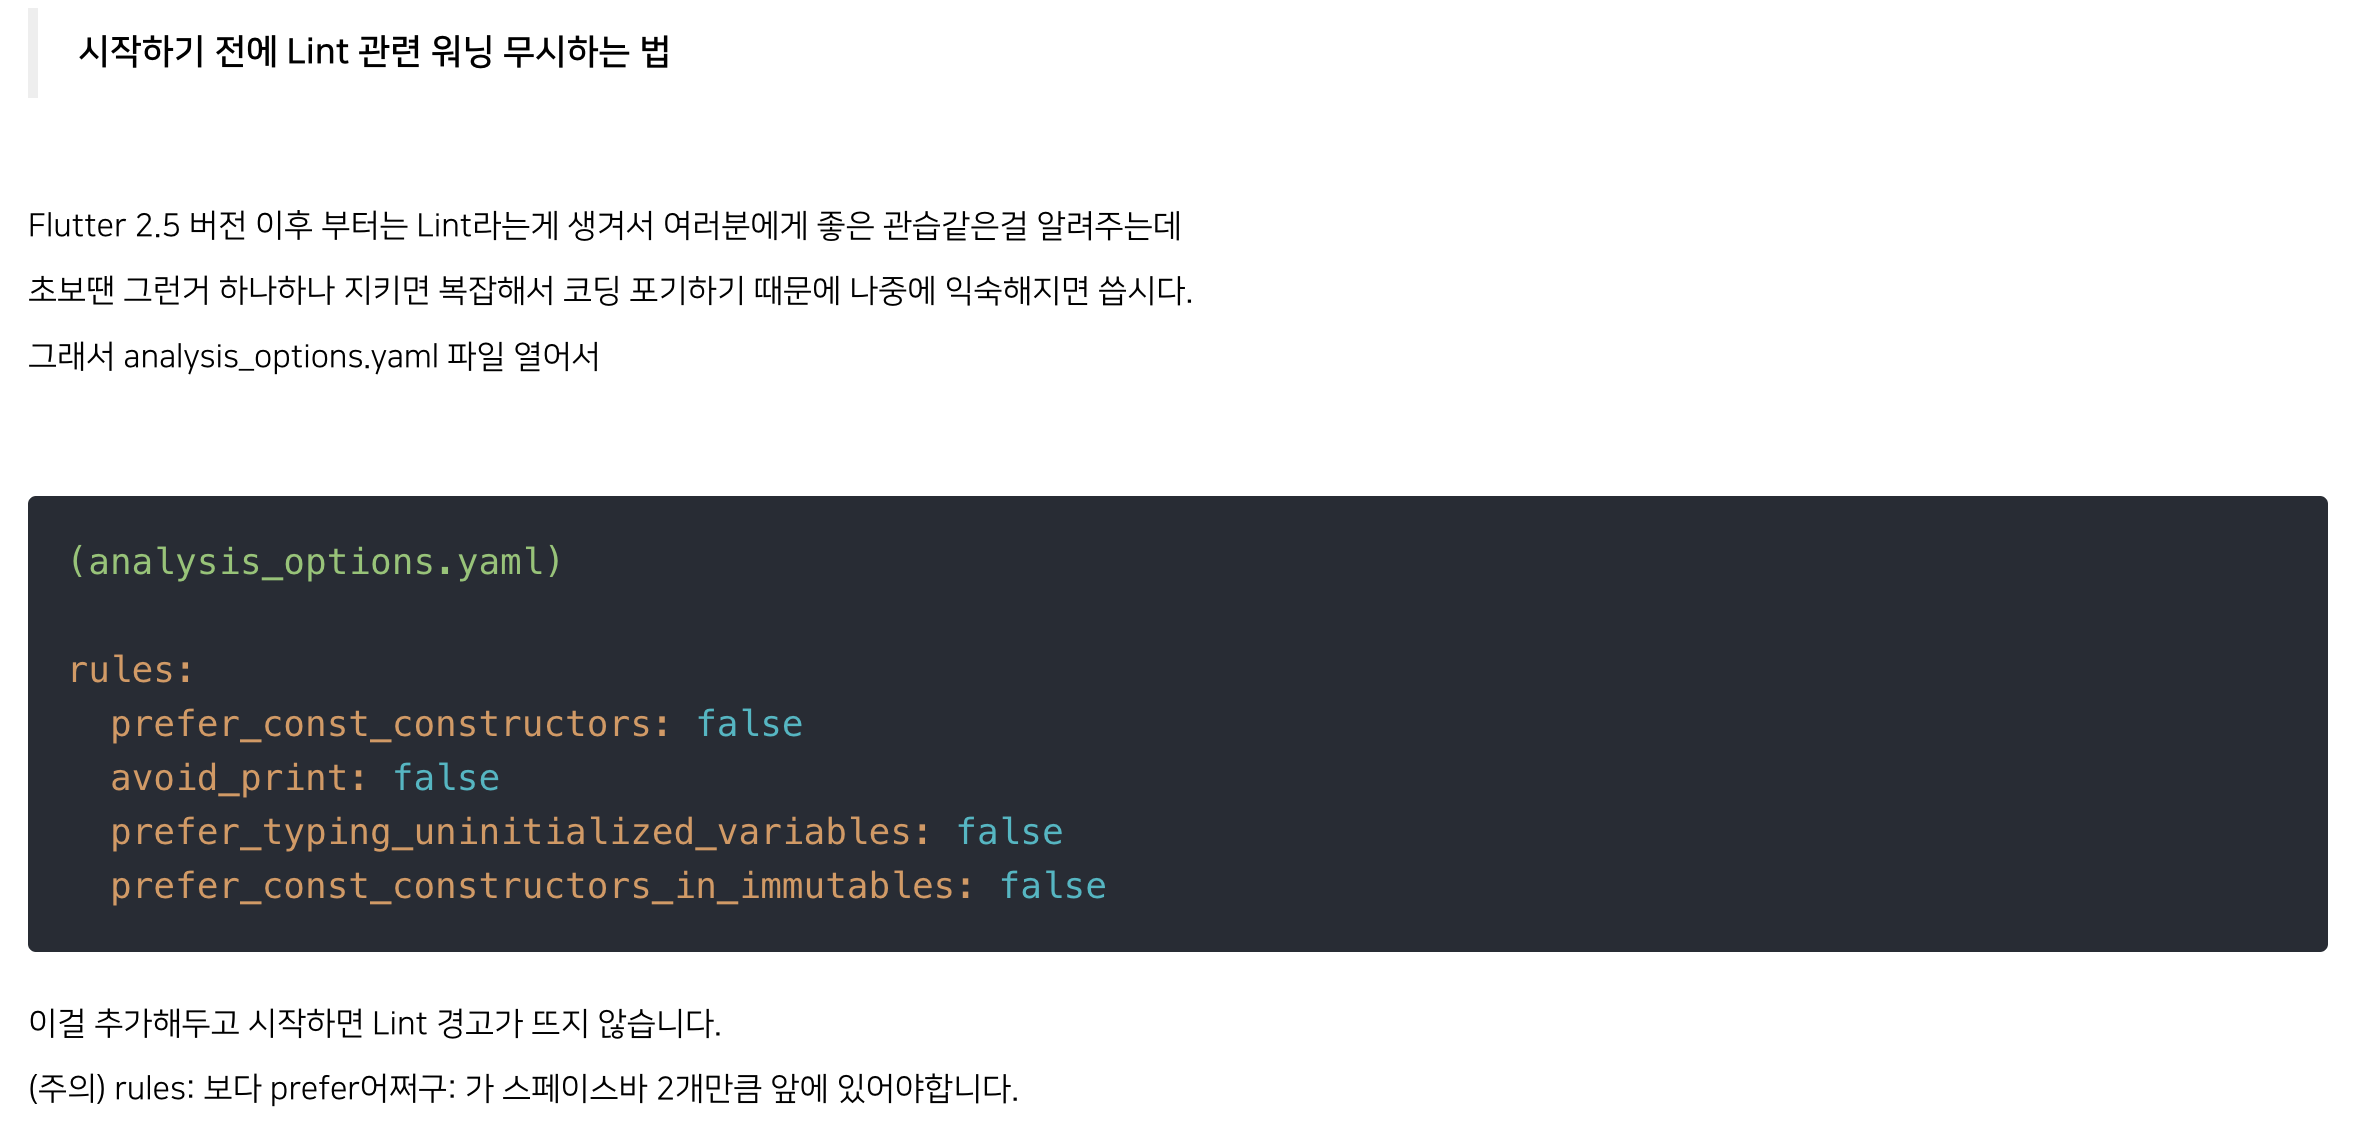 시작하기 전에 Lint 관련 워닝 무시하는 법
Flutter 2.5 버전 이후 부터는 Lint라는게 생겨서 여러분에게 좋은 관습같은걸 알려주는데
초보땐 그런거 하나하나 지키면 복잡해서 코딩 포기하기 때문에 나중에 익숙해지면 씁시다.
그래서 analysis_options.yaml 파일 열어서
(analysis_options.yaml)
rules:
  prefer_const_constructors: false
  avoid_print: false
  prefer_typing_uninitialized_variables: false
  prefer_const_constructors_in_immutables: false
이걸 추가해두고 시작하면 Lint 경고가 뜨지 않습니다.
(주의) rules: 보다 prefer어쩌구: 가 스페이스바 2개만큼 앞에 있어야합니다.